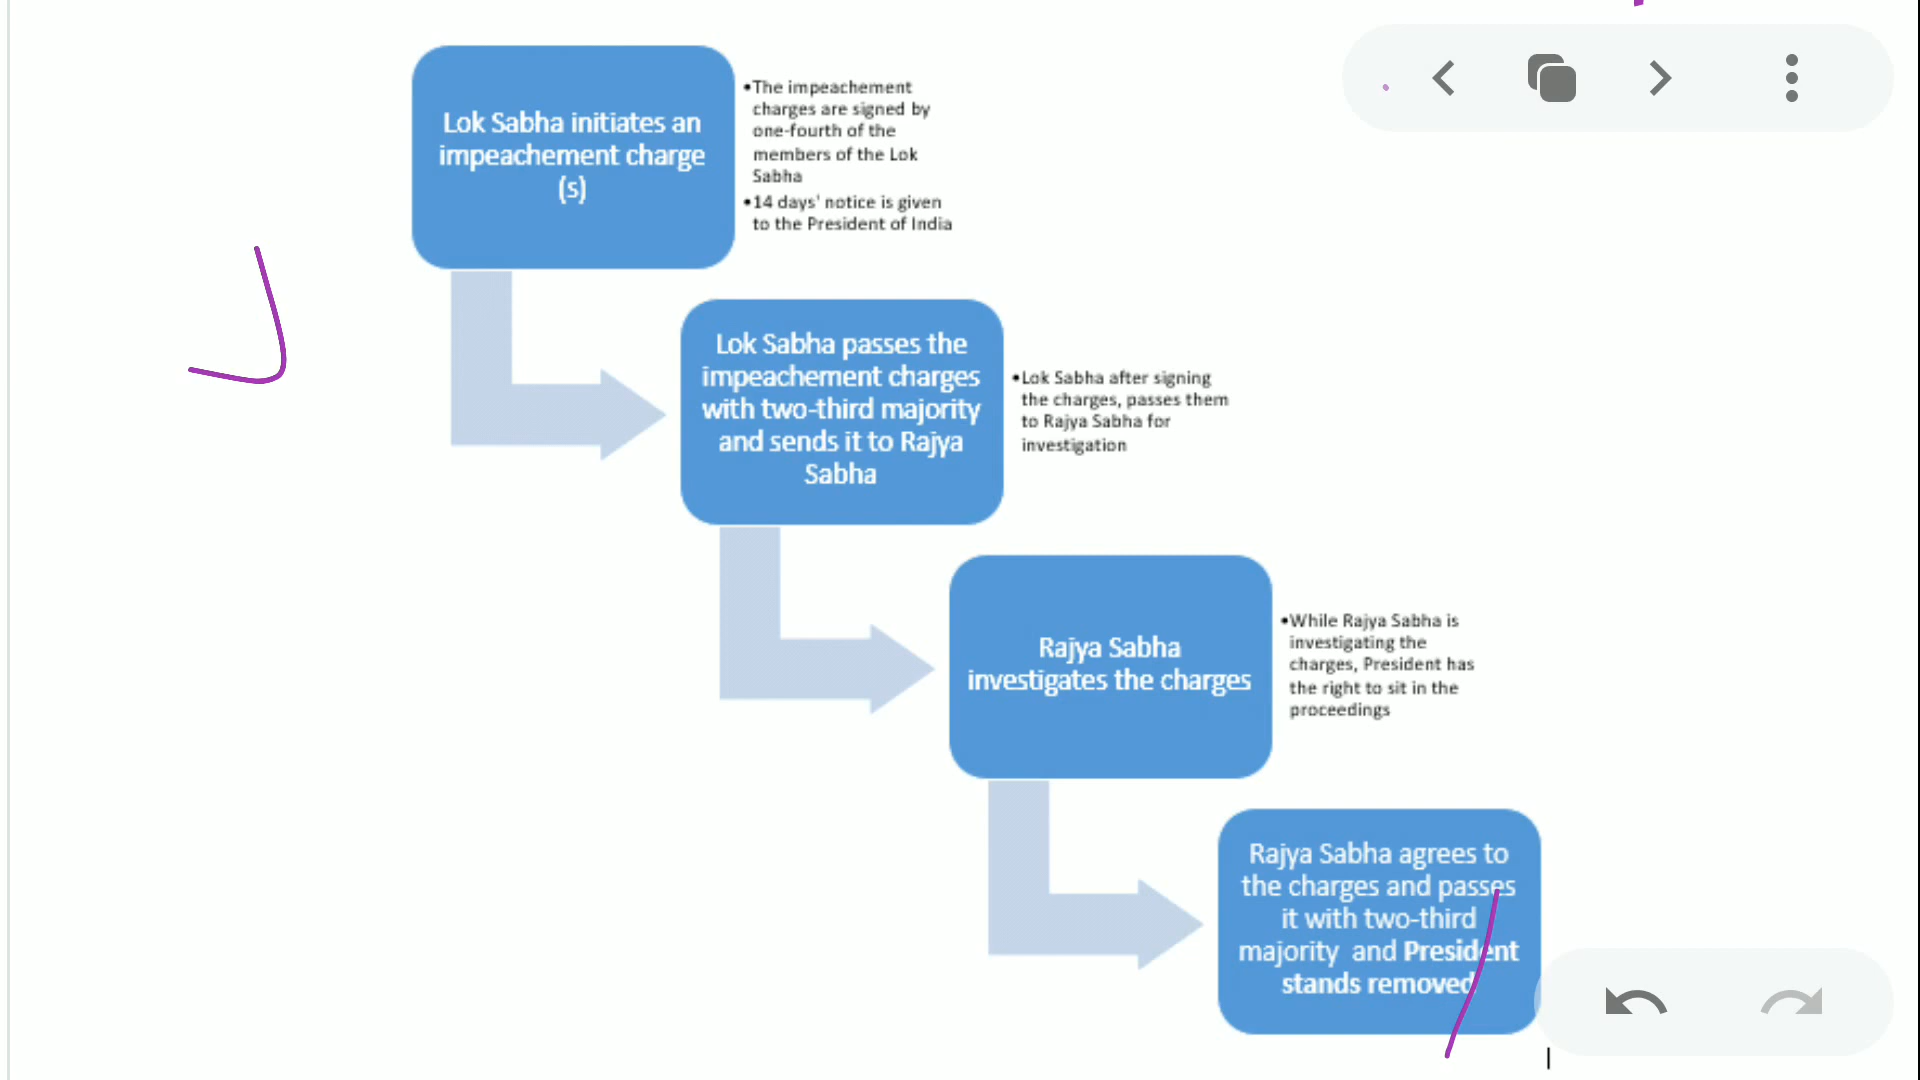 Lok Sabha initiates an
impeachement charge
(s)
•The impeachement
charges are signed by
one-fourth of the
members of the Lok
Sabha
•14 days' notice is given
to the President of India
Lok Sabha passes the
impeachement charges
with two-third majority
and sends it to Rajya
Sabha
•Lok Sabha after signing
the charges, passes them
to Rajya Sabha for
investigation
Rajya Sabha
investigates the charges
•While Rajya Sabha is
investigating the
charges, President has
the right to sit in the
proceedings
Rajya Sabha agrees to
the charges and passes
it with two-third
majority and President
stands removed